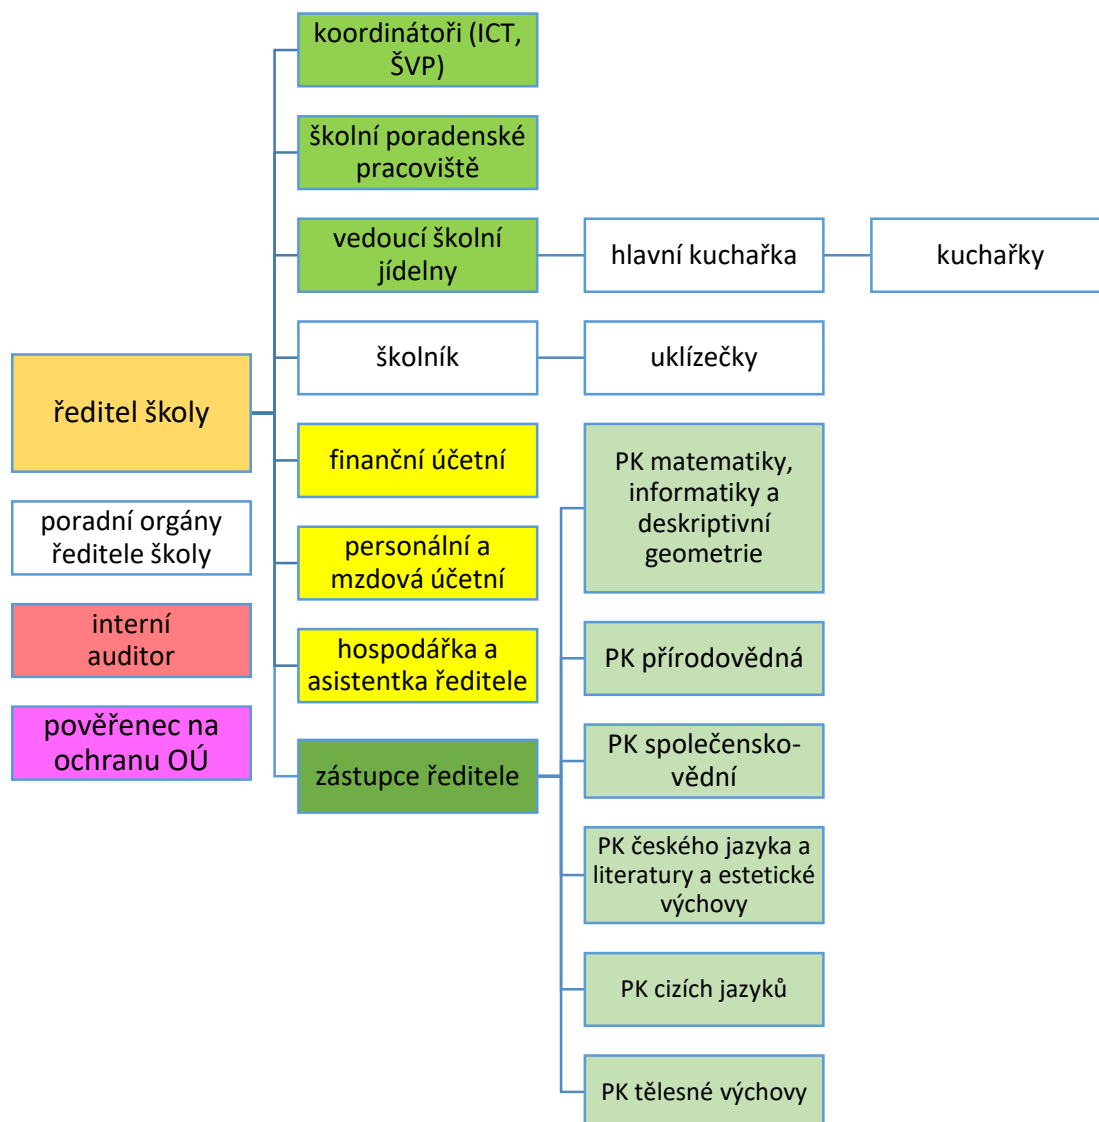 koordinátoři (ICT,
ŠVP)
školní poradenské
pracoviště
vedoucí školní
jídelny
hlavní kuchařka
kuchařky
školník
uklízečky
ředitel školy
finanční účetní
PK matematiky,
informatiky a
deskriptivní
geometrie
poradní orgány
ředitele školy
personální a
mzdová účetní
interní
auditor
hospodářka a
asistentka ředitele
PK přírodovědná
pověřenec na
ochranu OÚ
zástupce ředitele
PK společensko-
vědní
PK českého jazyka a
literatury a estetické
výchovy
PK cizích jazyků
PK tělesné výchovy